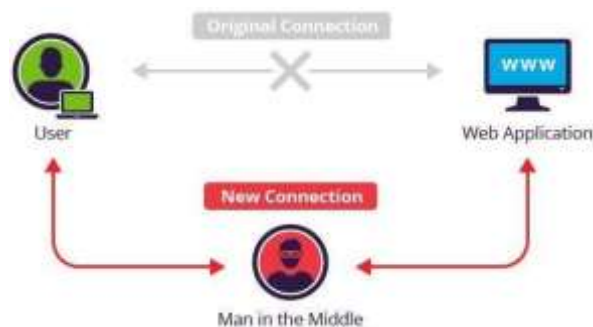 Original Connection
www
User
Web Application
New Connection
Man in the Middle